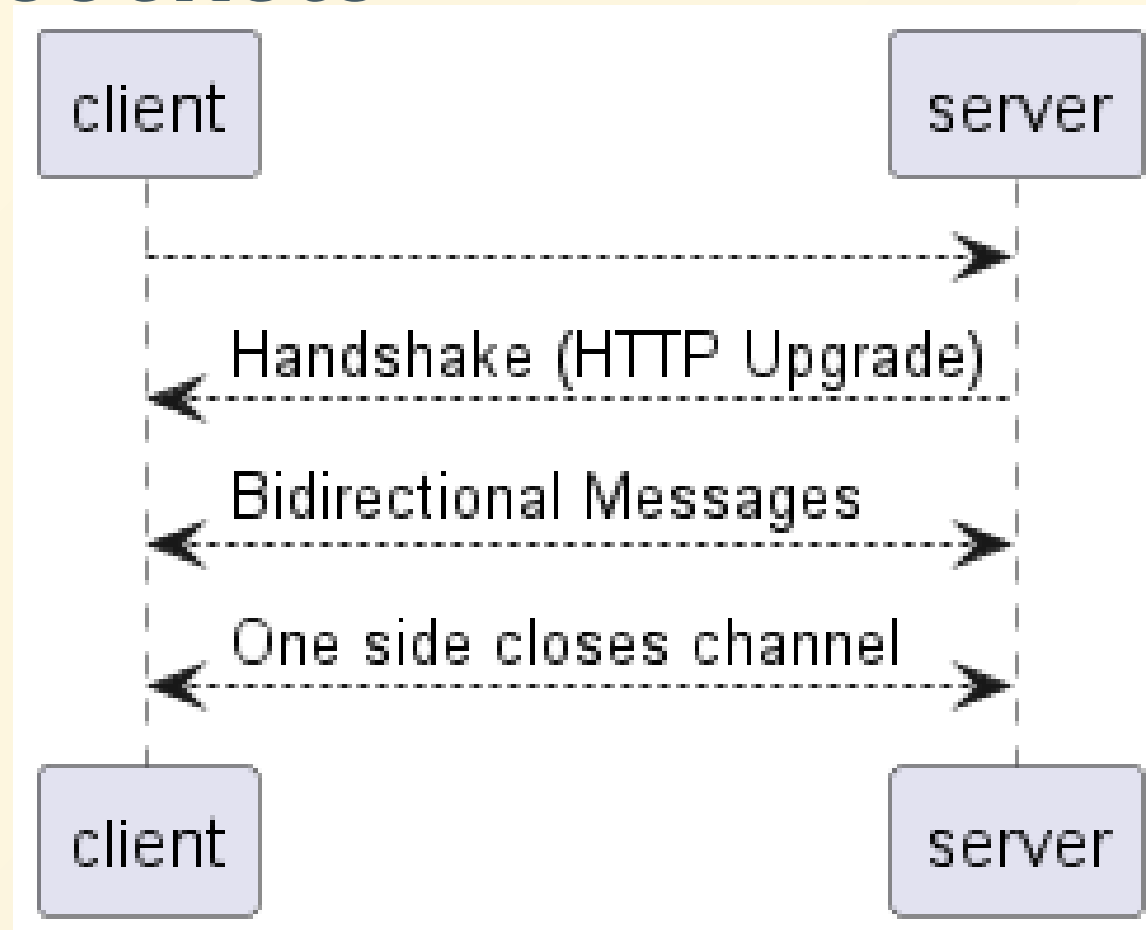 client server
Handshake (HTTP Upgrade)
Bidirectional Messages
One side closes channel
client server